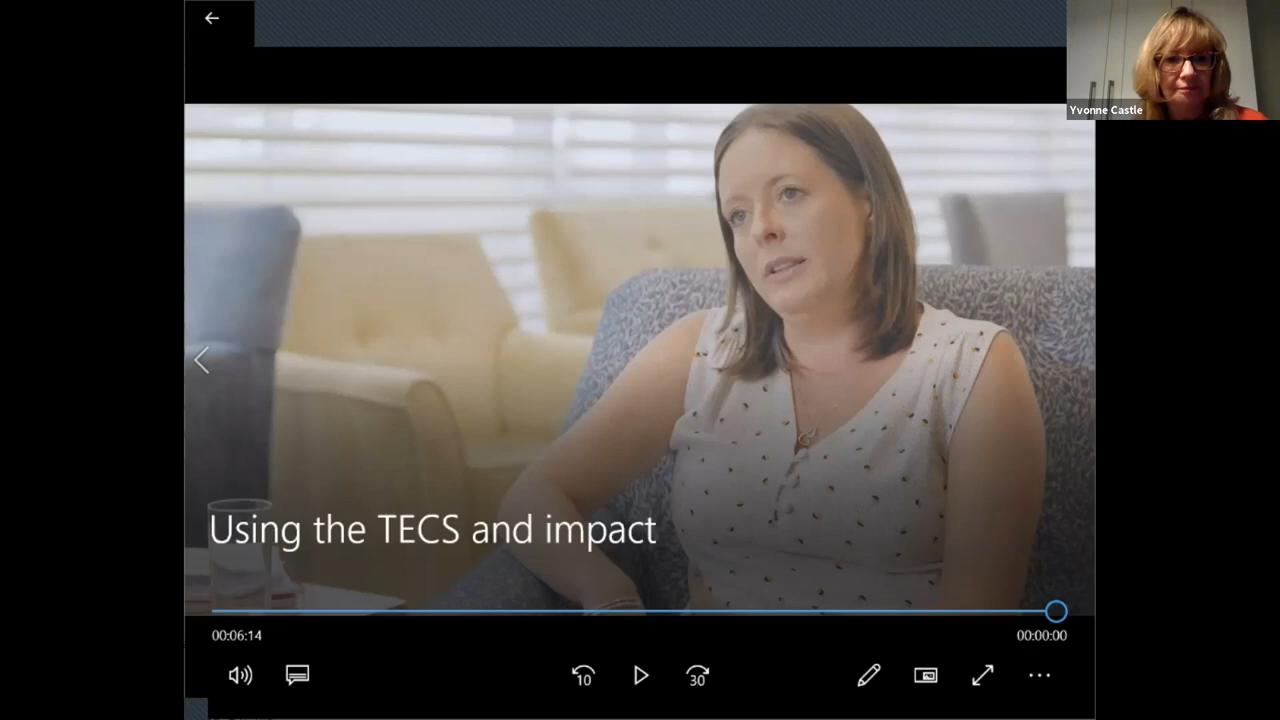 Yvonne Castle
Using the TECS and impact
00:06:14
00:00:00
10
30